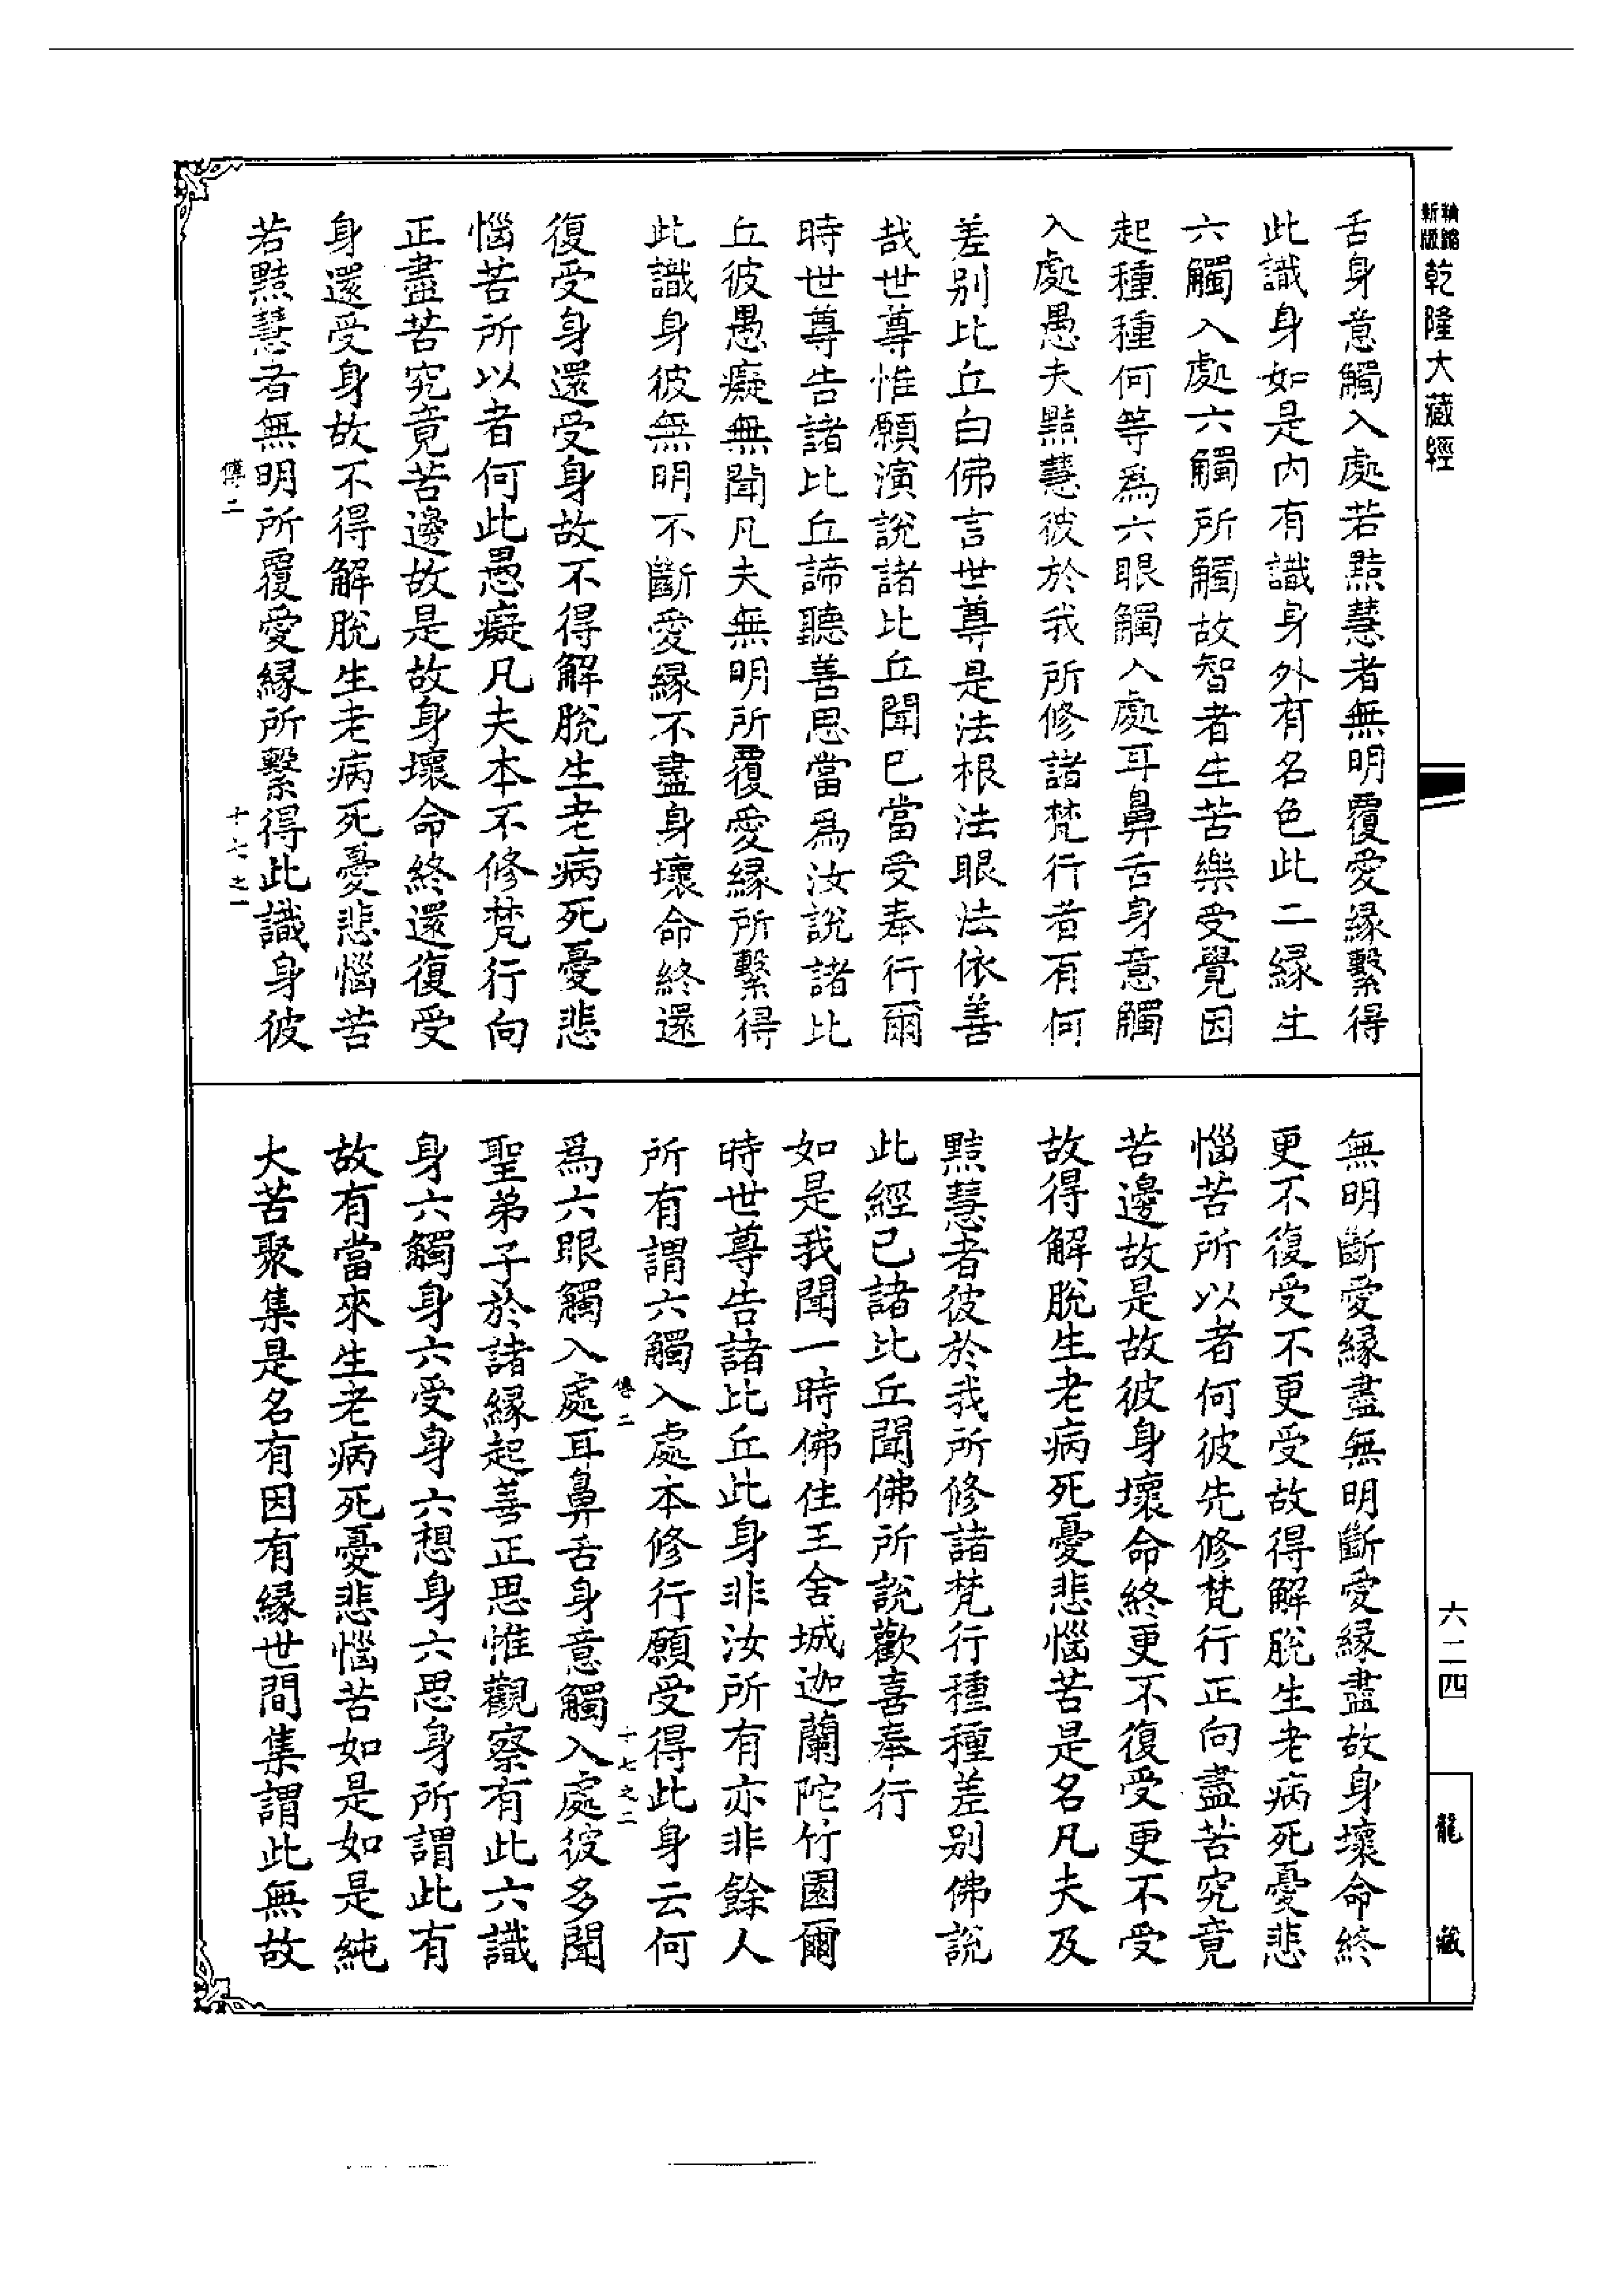 新版
乾隆大藏經
舌身意觸入處若黠慧者無明覆愛緣繫得
此識身如是內有識身外有名色此二緣生
六觸入處六觸所觸故智者生苦樂受覺因
起種種何等爲六眼觸入處耳鼻舌身意觸
入處愚夫黠慧彼於我所修諸梵行者有何
差别比丘白佛言世尊是法根法眼法依善
哉世尊惟願演說諸比丘聞已當受奉行爾
時世尊告諸比丘諦聽善思當爲汝說諸比
丘彼愚癡無聞凡夫無明所覆愛緣所繫得
此識身彼無明不斷愛緣不盡身壞命終還
復受身還受身故不得解脫生老病死憂悲
惱苦所以者何此愚癡凡夫本不修梵行向
正盡苦究竟苦邊故是故身壞命終還復受
身還受身故不得解脫生老病死憂悲惱苦
若黠慧者無明所覆愛緣所繫得此識身彼
傅二
十七之一
無明斷愛緣盡無明斷愛緣盡故身壞命終
更不復受不更受故得解脫生老病死憂悲
惱苦所以者何彼先修梵行正向盡苦究竟
苦邊故是故彼身壞命終更不復受更不受
故得解脫生老病死憂悲惱苦是名凡夫及
黠慧者彼於我所修諸梵行種種差别佛說
此經已諸比丘聞佛所說歡喜奉行
如是我聞一時佛住王舍城迦蘭陀竹園爾
時世尊告諸比丘此身非汝所有亦非餘人
所有謂六觸入處本修行願受得此身云何
傅二
十七之二
爲六眼觸入處耳鼻舌身意觸入處彼多聞
聖弟子於諸緣起善正思惟觀察有此六識
身六觸身六受身六想身六思身所謂此有
故有當來生老病死憂悲惱苦如是如是純
大苦聚集是名有因有緣世間集謂此無故
六二四
龍藏